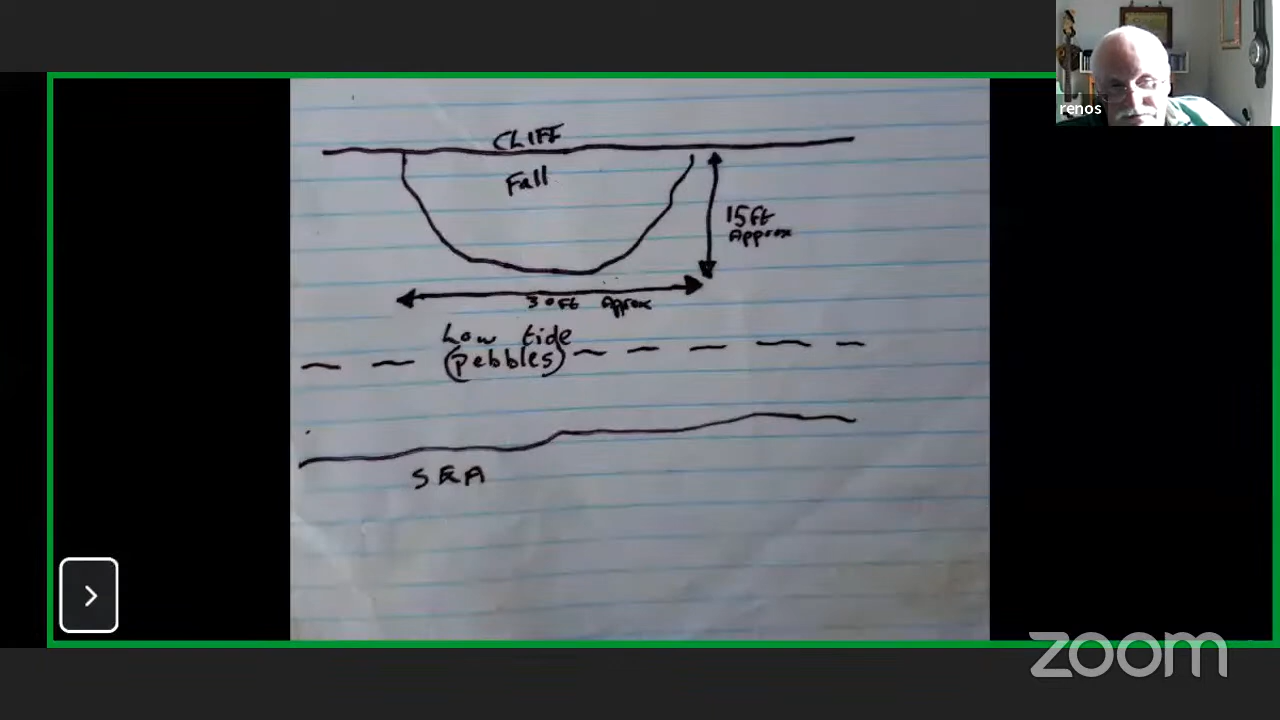 renos
CLIFF
Fall
15Ft
Approx
30Ft Approx
Low tide
(pebbles)
SEA
zoom